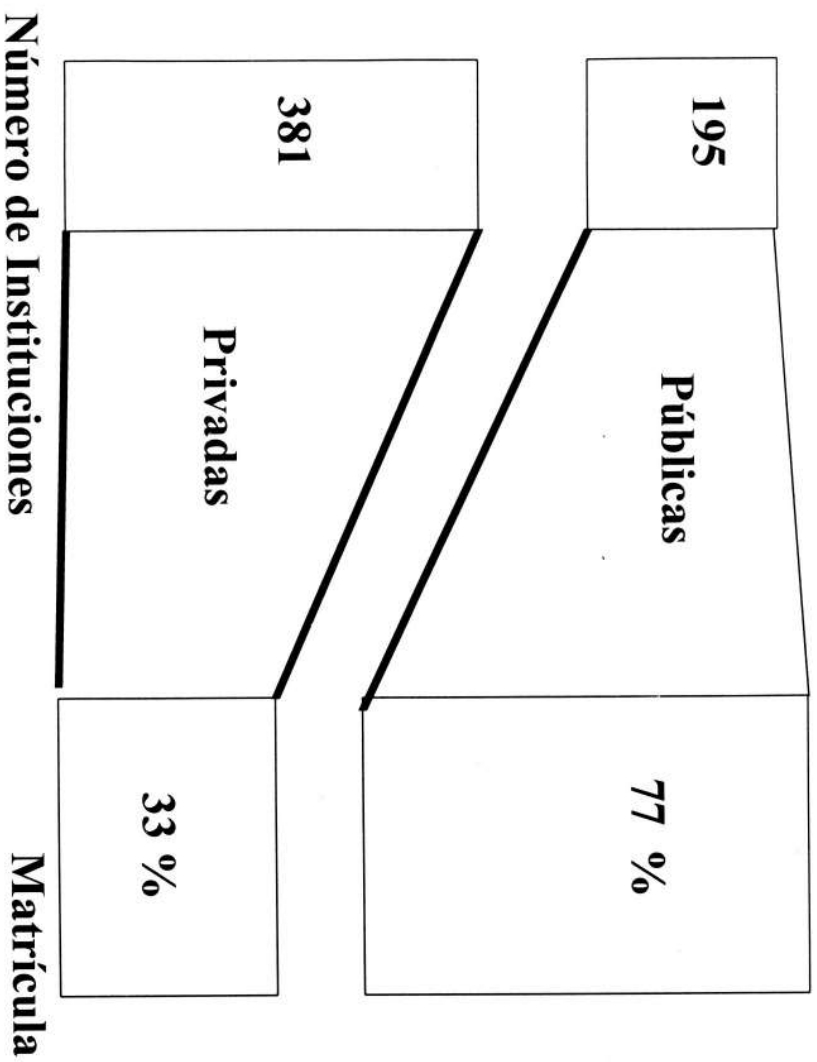 195
Públicas
77 %
381
Privadas
33 %
Número de Instituciones
Matrícula